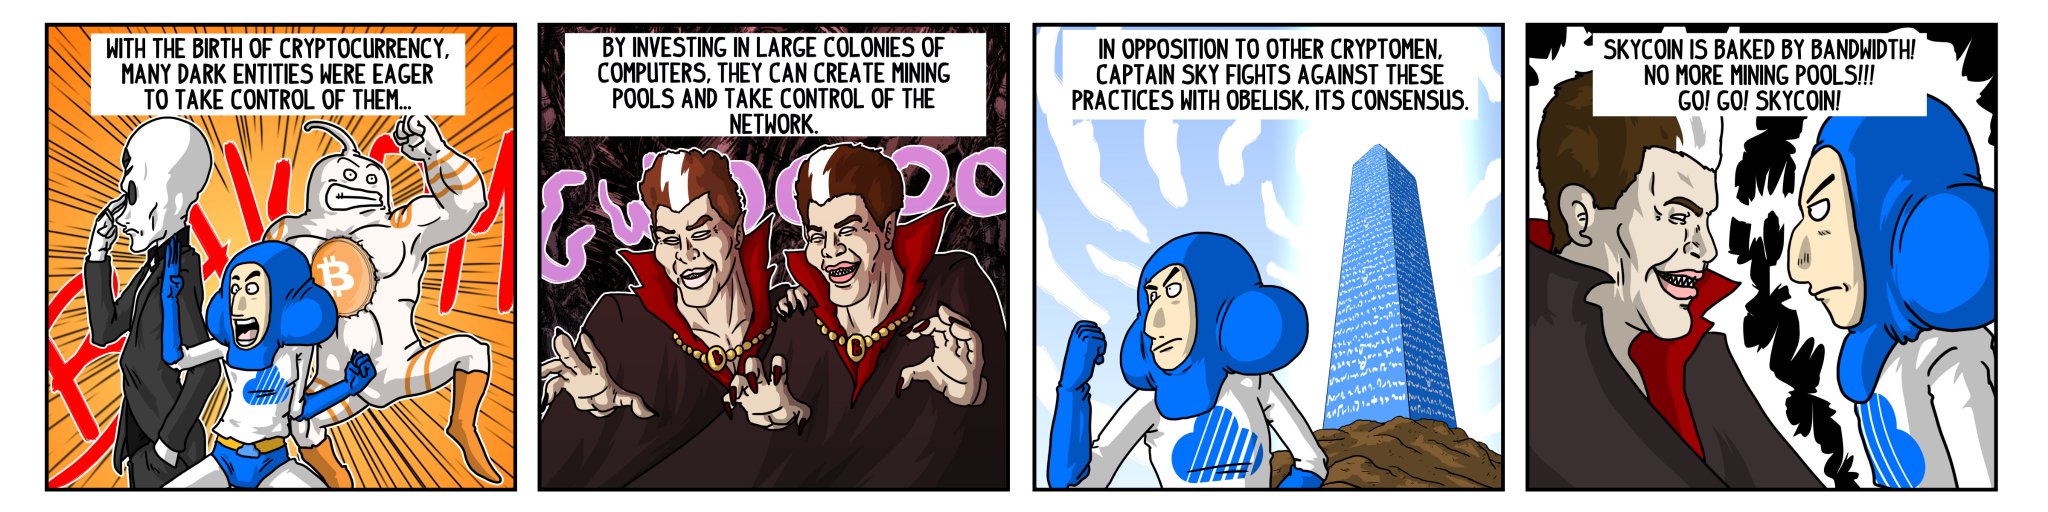 WITH THE BIRTH OF CRYPTOCURRENCY,
MANY DARK ENTITIES WERE EAGER
TO TAKE CONTROL OF THEM...
B
BY INVESTING IN LARGE COLONIES OF
COMPUTERS, THEY CAN CREATE MINING
POOLS AND TAKE CONTROL OF THE
NETWORK.
B
B
IN OPPOSITION TO OTHER CRYPTOMEN,
CAPTAIN SKY FIGHTS AGAINST THESE
PRACTICES WITH OBELISK, ITS CONSENSUS.
SKYCOIN IS BAKED BY BANDWIDTH!
NO MORE MINING POOLS!!!
GO! GO! SKYCOIN!